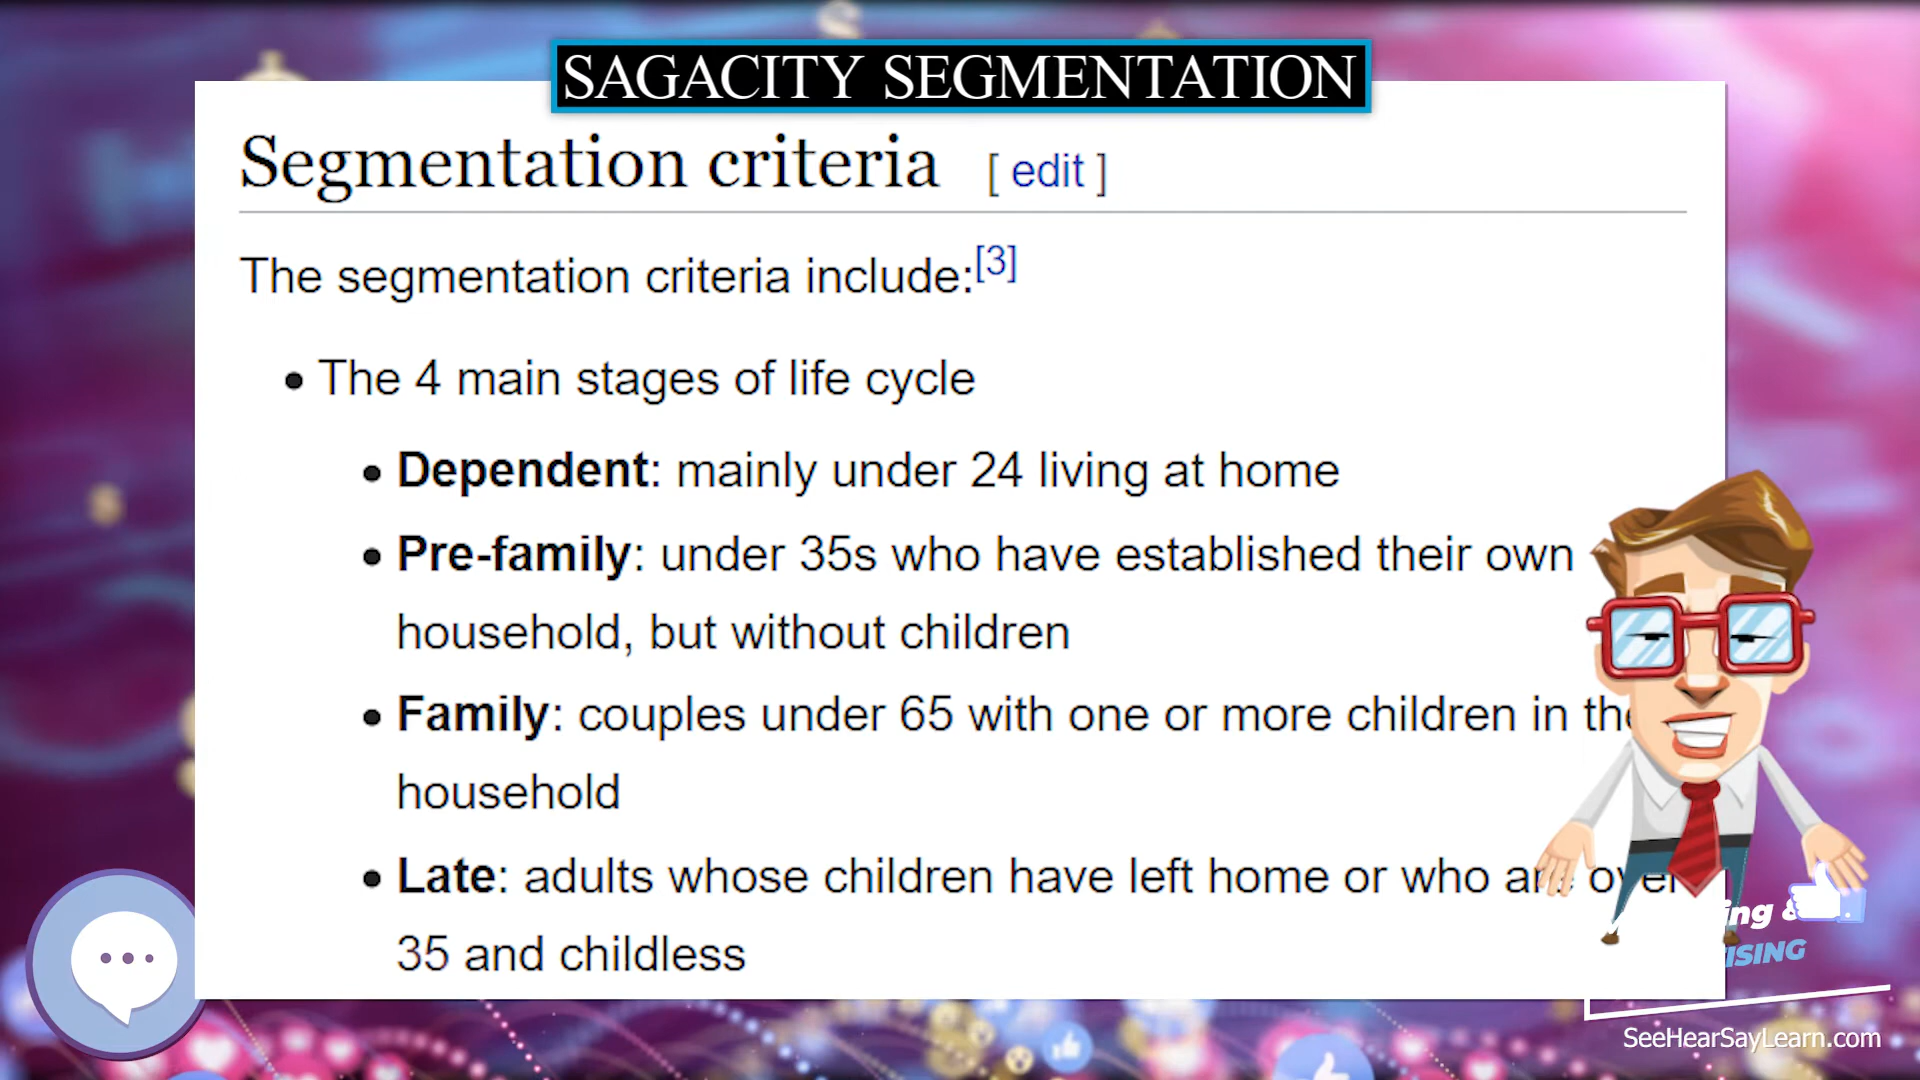 SAGACITY SEGMENTATION
Segmentation criteria [ edit ]
The segmentation criteria include:[3]
• The 4 main stages of life cycle
• Dependent: mainly under 24 living at home
• Pre-family: under 35s who have established their own
household, but without children
• Family: couples under 65 with one or more children in the
household
• Late: adults whose children have left home or who are over
35 and childless
SeeHearSayLearn.com